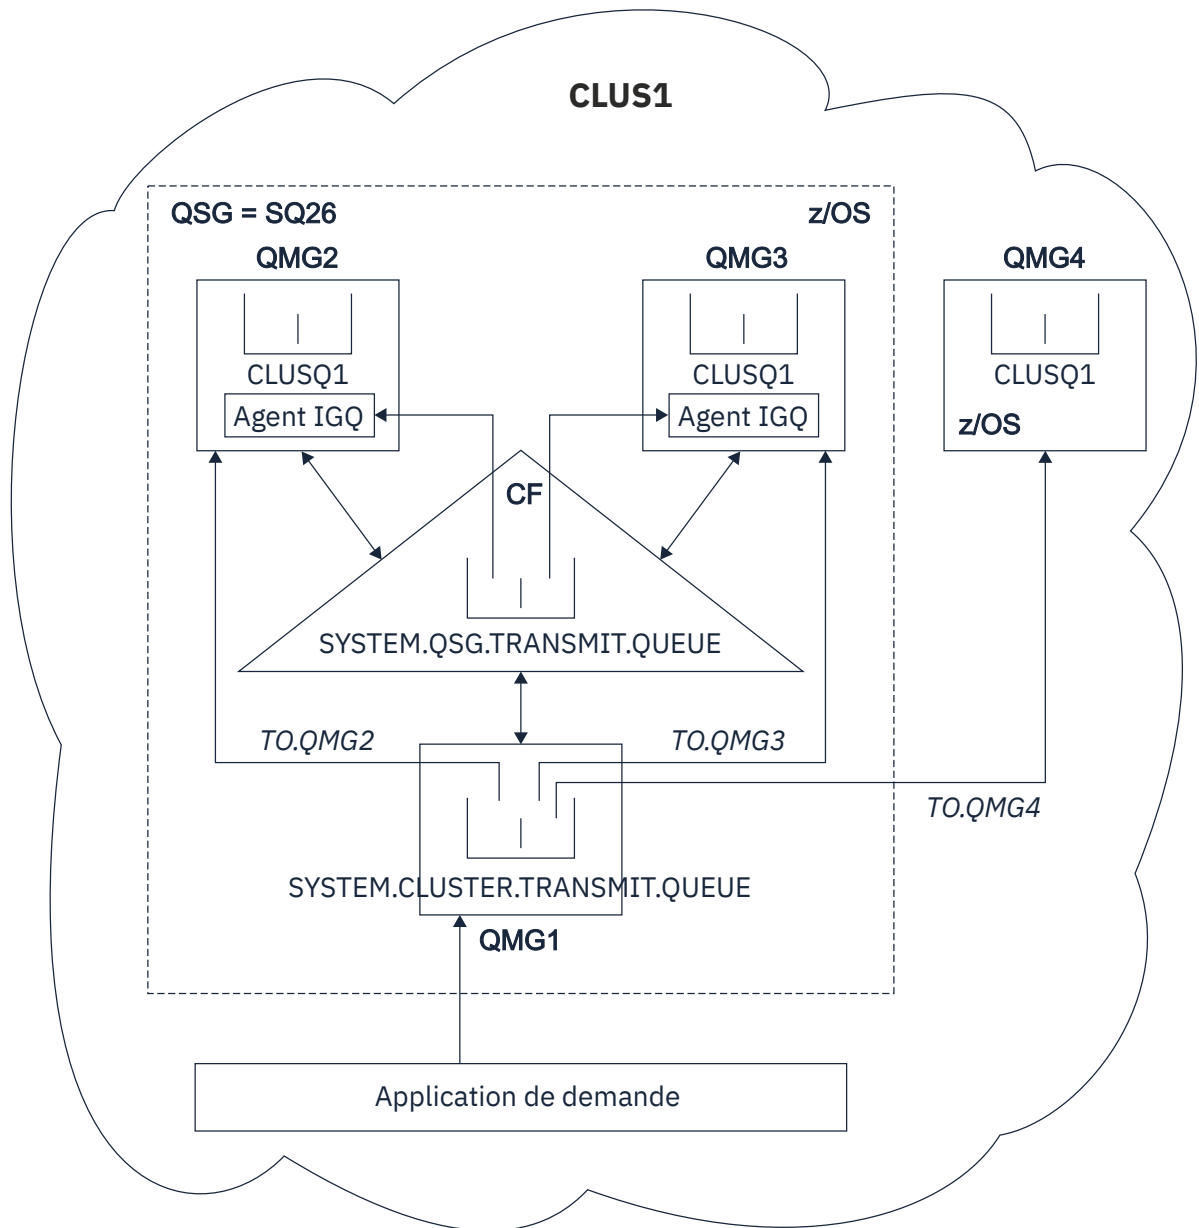 CLUS1
QSG = SQ26
z/OS
QMG2
QMG3
QMG4
CLUSQ1
CLUSQ1
CLUSQ1
Agent IGQ
Agent IGQ
z/OS
CF
SYSTEM.QSG.TRANSMIT.QUEUE
TO.QMG2
TO.QMG3
TO.QMG4
SYSTEM.CLUSTER.TRANSMIT.QUEUE
QMG1
Application de demande